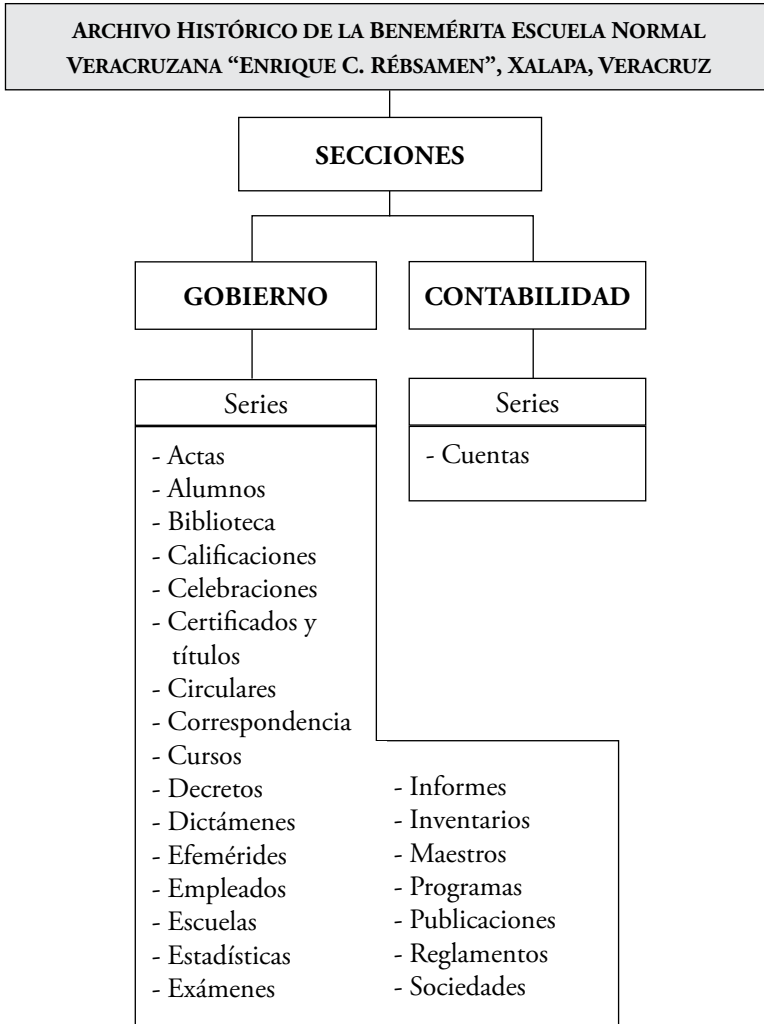 ARCHIVO HISTÓRICO DE LA BENEMÉRITA ESCUELA NORMAL
VERACRUZANA “ENRIQUE C. RÉBSAMEN”, XALAPA, VERACRUZ
SECCIONES
GOBIERNO
CONTABILIDAD
Series
- Actas
- Alumnos
- Biblioteca
- Calificaciones
- Celebraciones
- Certificados y
títulos
- Circulares
- Correspondencia
- Cursos
- Decretos
- Dictámenes
- Efemérides
- Empleados
- Escuelas
- Estadísticas
- Exámenes
- Informes
- Inventarios
- Maestros
- Programas
- Publicaciones
- Reglamentos
- Sociedades
Series
- Cuentas